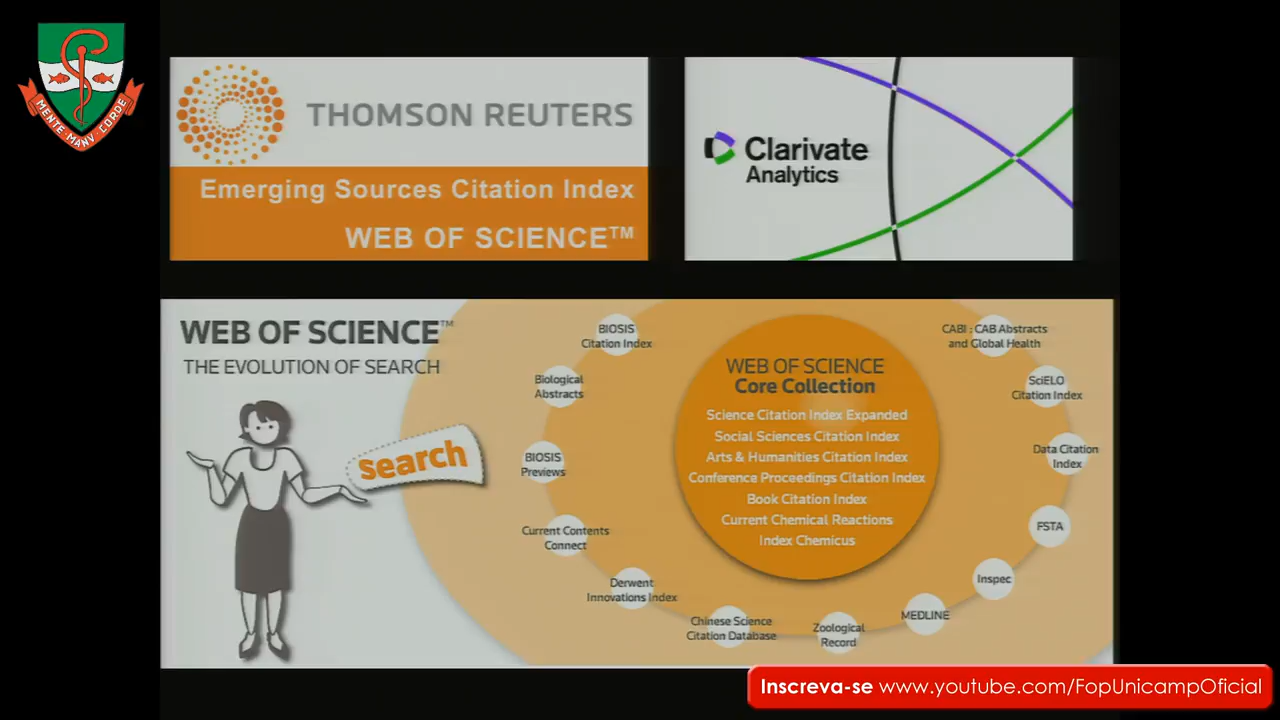 MENTE MANV CORDE
THOMSON REUTERS
Emerging Sources Citation Index
WEB OF SCIENCE™
Clarivate
Analytics
WEB OF SCIENCE™
THE EVOLUTION OF SEARCH
search
BIOSIS
Citation Index
Biological
Abstracts
BIOSIS
Previews
Current Contents
Connect
Derwent
Innovations Index
Chinese Science
Citation Database
Zoological
Record
MEDLINE
Inspec
FSTA
Data Citation
Index
SciELO
Citation Index
CABI : CAB Abstracts
and Global Health
WEB OF SCIENCE
Core Collection
Science Citation Index Expanded
Social Sciences Citation Index
Arts & Humanities Citation Index
Conference Proceedings Citation Index
Book Citation Index
Current Chemical Reactions
Index Chemicus
Inscreva-se www.youtube.com/FopUnicampOficial